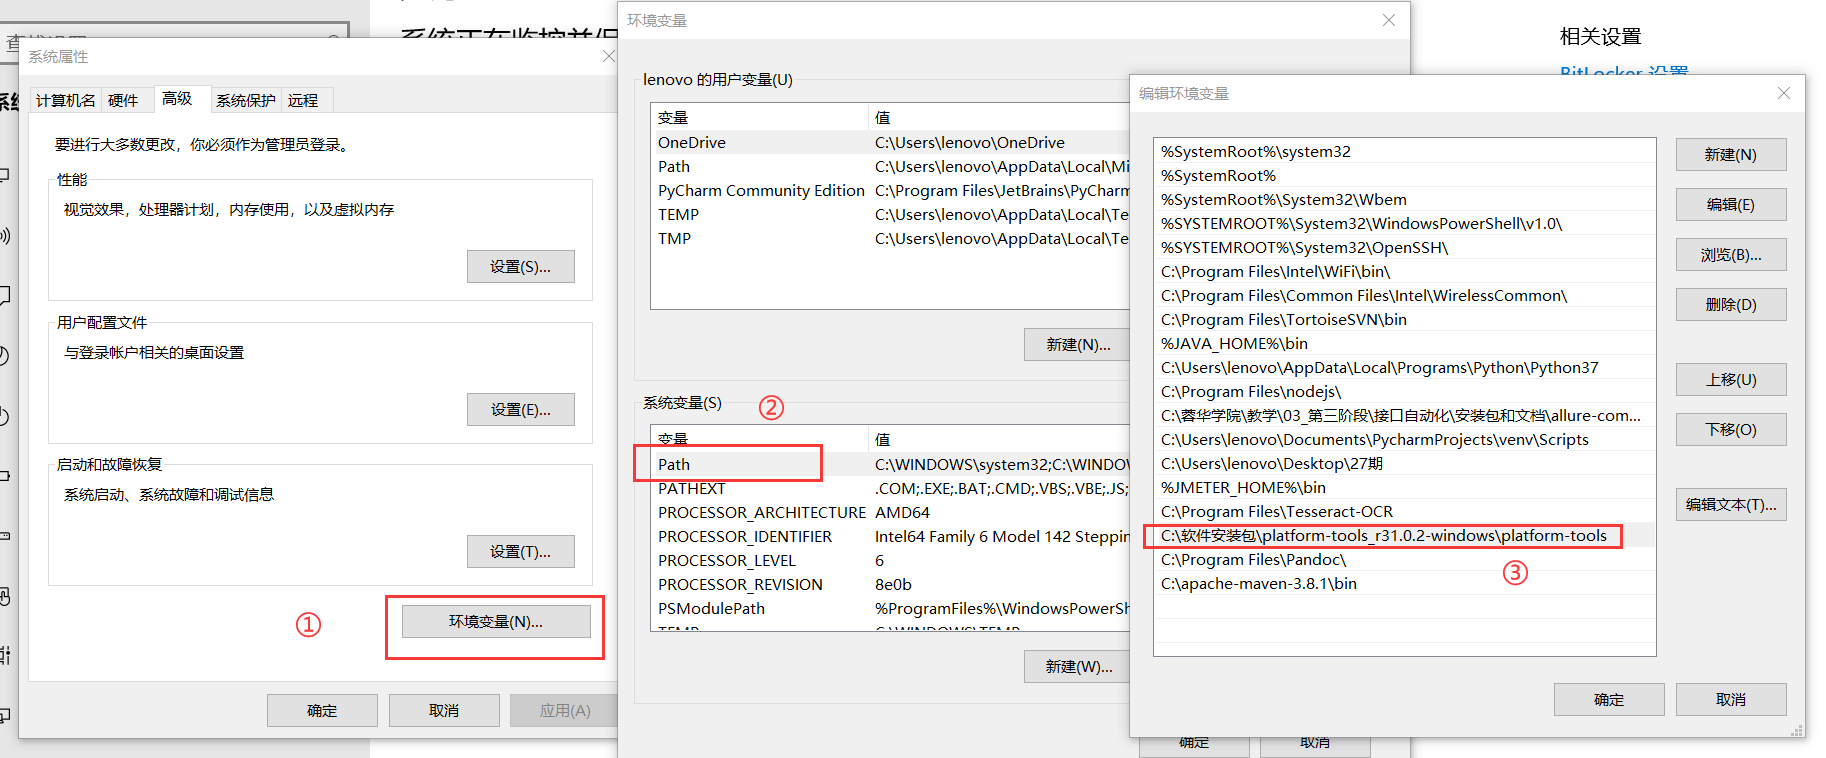 系统属性
计算机名
硬件
高级
系统保护
远程
要进行大多数更改，你必须作为管理员登录。
性能
视觉效果，处理器计划，内存使用，以及虚拟内存
设置(S)...
用户配置文件
与登录帐户相关的桌面设置
设置(E)...
启动和故障恢复
系统启动、系统故障和调试信息
设置(T)...
①
环境变量(N)...
确定
取消
应用(A)
环境变量
lenovo 的用户变量(U)
变量 值
OneDrive C:\Users\lenovo\OneDrive
Path C:\Users\lenovo\AppData\Local\Mi
PyCharm Community Edition C:\Program Files\JetBrains\PyCharm
TEMP C:\Users\lenovo\AppData\Local\Te
TMP C:\Users\lenovo\AppData\Local\Te
新建(N)...
系统变量(S)
②
变量 值
Path C:\WINDOWS\system32;C:\WINDOW
PATHEXT .COM;.EXE;.BAT;.CMD;.VBS;.VBE;.JS;
PROCESSOR_ARCHITECTURE AMD64
PROCESSOR_IDENTIFIER Intel64 Family 6 Model 142 Steppin
PROCESSOR_LEVEL 6
PROCESSOR_REVISION 8e0b
PSModulePath %ProgramFiles%\WindowsPowerSh
TEMP C:\WINDOWS\TEMP
新建(W)...
确定
取消
相关设置
BitLocker 设置
编辑环境变量
%SystemRoot%\system32
%SystemRoot%
%SystemRoot%\System32\Wbem
%SYSTEMROOT%\System32\WindowsPowerShell\v1.0\
%SYSTEMROOT%\System32\OpenSSH\
C:\Program Files\Intel\WiFi\bin\
C:\Program Files\Common Files\Intel\WirelessCommon\
C:\Program Files\TortoiseSVN\bin
%JAVA_HOME%\bin
C:\Users\lenovo\AppData\Local\Programs\Python\Python37
C:\Program Files\nodejs\
C:\蓉华学院\教学\03_第三阶段\接口自动化\安装包和文档\allure-com...
C:\Users\lenovo\Documents\PycharmProjects\venv\Scripts
C:\Users\lenovo\Desktop\27期
%JMETER_HOME%\bin
C:\Program Files\Tesseract-OCR
C:\软件安装包\platform-tools_r31.0.2-windows\platform-tools
C:\Program Files\Pandoc\
③
C:\apache-maven-3.8.1\bin
新建(N)
编辑(E)
浏览(B)...
删除(D)
上移(U)
下移(O)
编辑文本(T)...
确定
取消